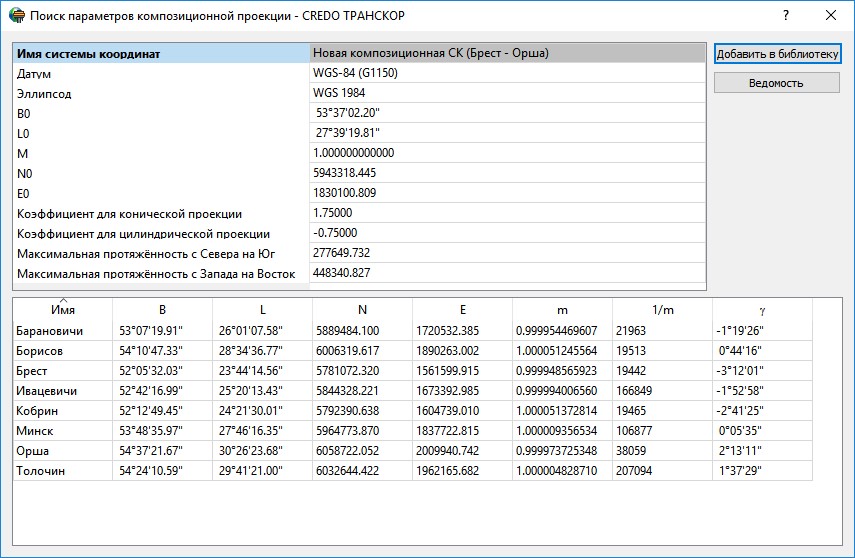 Поиск параметров композиционной проекции - CREDO ТРАНСКОР
Имя системы координат Новая композиционная СК (Брест - Орша)
Добавить в библиотеку
Датум WGS-84 (G1150)
Ведомость
Эллипсод WGS 1984
B0 53°37'02.20"
L0 27°39'19.81"
M 1.000000000000
N0 5943318.445
E0 1830100.809
Коэффициент для конической проекции 1.75000
Коэффициент для цилиндрической проекции -0.75000
Максимальная протяжённость с Севера на Юг 277649.732
Максимальная протяжённость с Запада на Восток 448340.827
Имя B L N E m 1/m γ
Барановичи 53°07'19.91" 26°01'07.58" 5889484.100 1720532.385 0.999954469607 21963 -1°19'26"
Борисов 54°10'47.33" 28°34'36.77" 6006319.617 1890263.002 1.000051245564 19513 0°44'16"
Брест 52°05'32.03" 23°44'14.56" 5781072.320 1561599.915 0.999948565923 19442 -3°12'01"
Ивацевичи 52°42'16.99" 25°20'13.43" 5844328.221 1673392.985 0.999994006560 166849 -1°52'58"
Кобрин 52°12'49.45" 24°21'30.01" 5792390.638 1604739.010 1.000051372814 19465 -2°41'25"
Минск 53°48'35.97" 27°46'16.35" 5964773.870 1837722.815 1.000009356534 106877 0°05'35"
Орша 54°37'21.67" 30°26'23.68" 6058722.052 2009940.742 0.999973725348 38059 2°13'11"
Толочин 54°24'10.59" 29°41'21.00" 6032644.422 1962165.682 1.000004828710 207094 1°37'29"